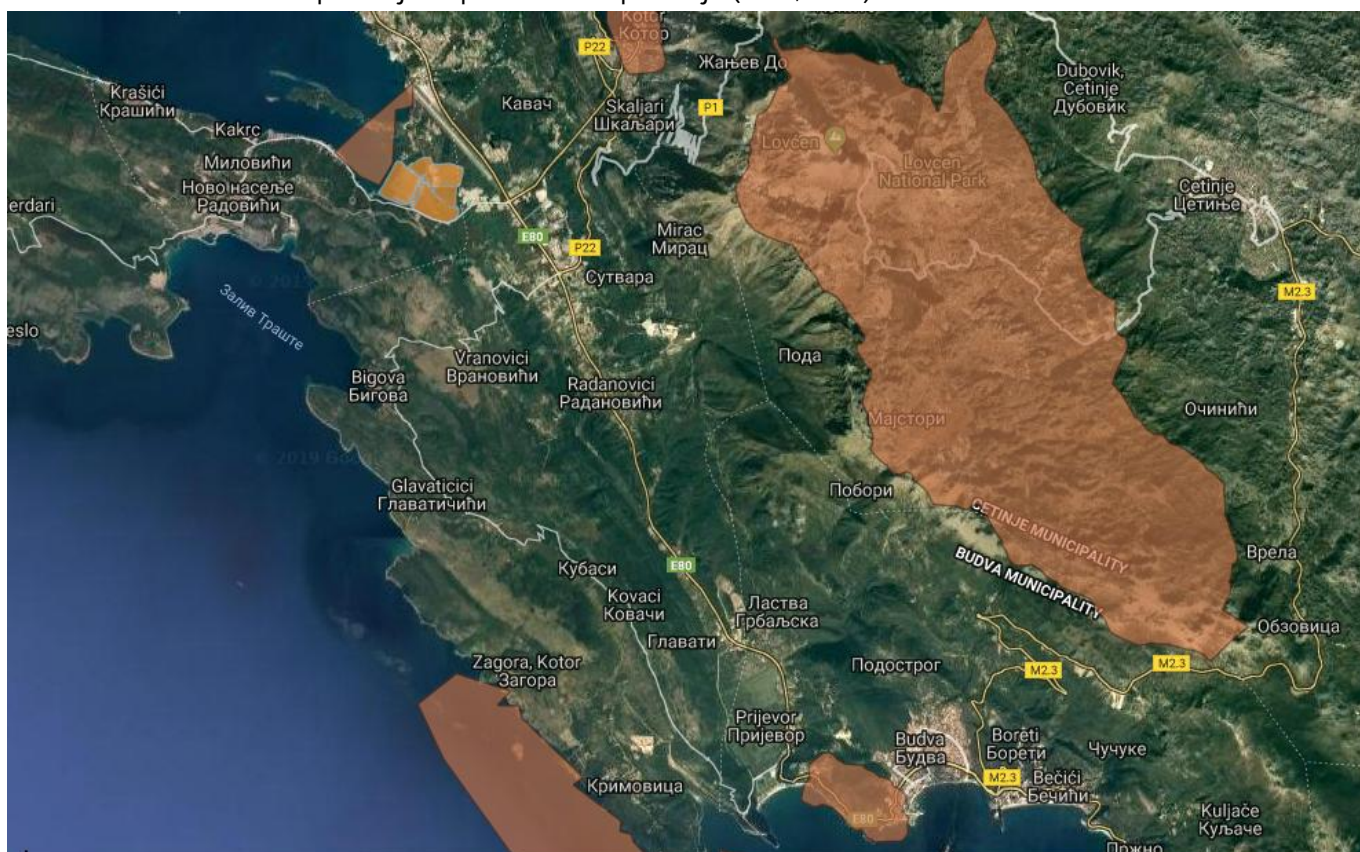 Kotor
Котор
P22
Жањев До
Dubovik,
Cetinje
Дубовик
Krašići
Крашићи
Кавач
Skaljari
Шкаљари
P1
Kakrc
Миловићи
Lovćen
Lovćen
National Park
Ново насеље
Радовићи
erdari
Cetinje
Цетиње
Mirac
Мирац
E80
P22
Сутвара
M2.3
Залив Траште
eslo
Vranovici
Врановићи
Пода
Bigova
Бигова
Radanovici
Радановићи
Мајстори
Очинићи
Glavaticici
Главатичићи
Побори
CETINJE MUNICIPALITY
BUDVA MUNICIPALITY
Врела
E80
Кубаси
Kovaci
Ковачи
Ластва
Грбаљска
Главати
Обзовица
Zagora, Kotor
Загора
Подострог
M2.3
M2.3
Prijevor
Пријевор
Budva
Будва
Boreti
Борети
Чучуке
Кримовица
M2.3
Bečići
Бечићи
E80
Kuljače
Куљаче
Пржно